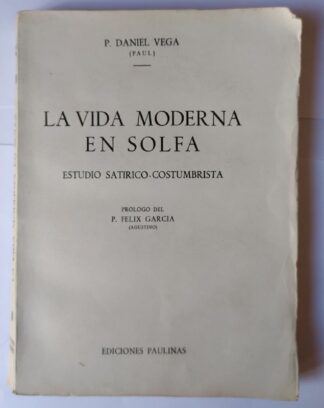 P. DANIEL VEGA
(PAUL)
LA VIDA MODERNA
EN SOLFA
ESTUDIO SATIRICO-COSTUMBRISTA
PROLOGO DEL
P. FELIX GARCIA
(AGUSTINO)
EDICIONES PAULINAS